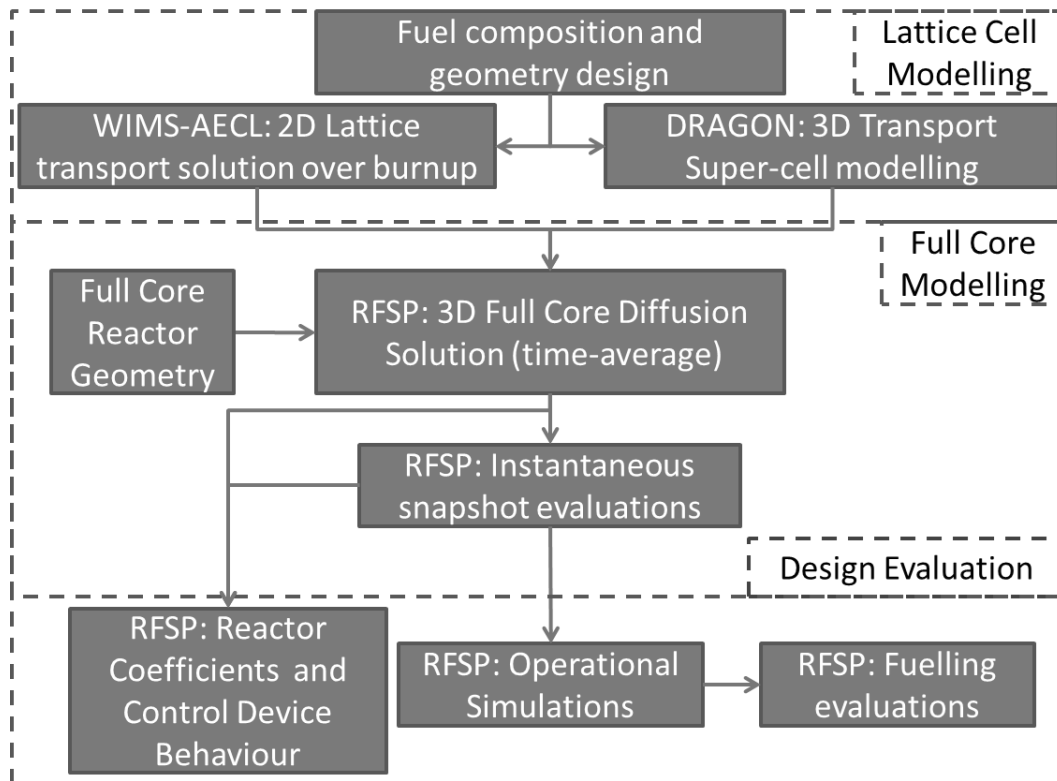 Fuel composition and
geometry design
Lattice Cell
Modelling
WIMS-AECL: 2D Lattice
transport solution over burnup
DRAGON: 3D Transport
Super-cell modelling
Full Core
Modelling
Full Core
Reactor
Geometry
RFSP: 3D Full Core Diffusion
Solution (time-average)
RFSP: Instantaneous
snapshot evaluations
Design Evaluation
RFSP: Reactor
Coefficients and
Control Device
Behaviour
RFSP: Operational
Simulations
RFSP: Fuelling
evaluations